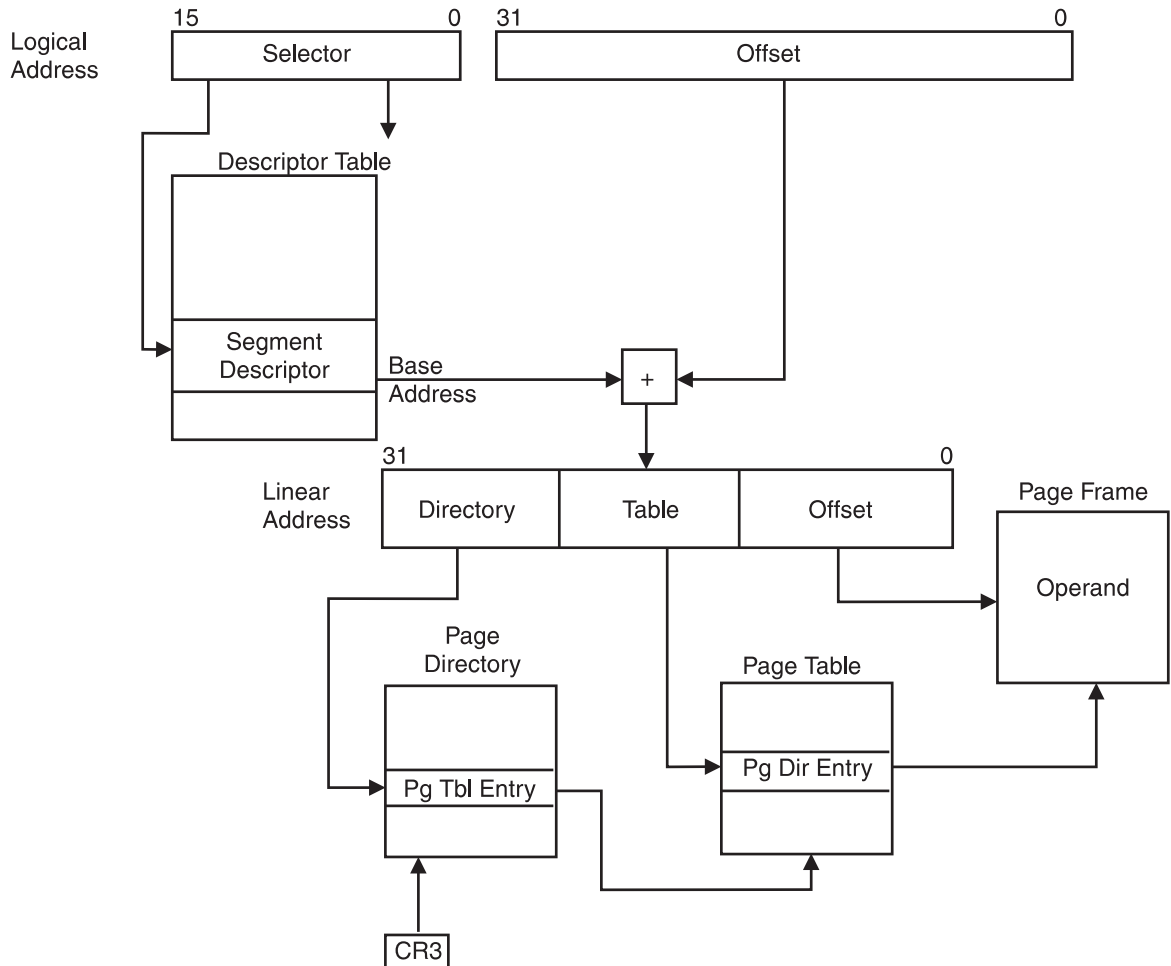 15 0 31 0
Logical
Address
Selector
Offset
Descriptor Table
Segment
Descriptor
Base
Address
+
31 0
Linear
Address
Directory
Table
Offset
Page Frame
Operand
Page
Directory
Page Table
Pg Tbl Entry
Pg Dir Entry
CR3